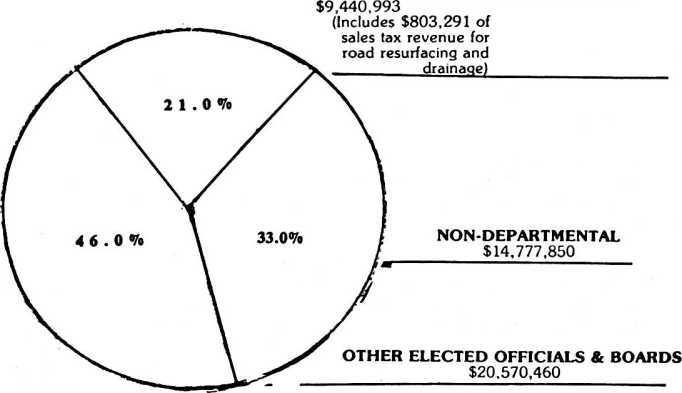 $9,440,993
(Includes $803,291 of
sales tax revenue for
road resurfacing and
drainage)
21.0%
46.0%
33.0%
NON-DEPARTMENTAL
$14,777,850
OTHER ELECTED OFFICIALS & BOARDS
$20,570,460